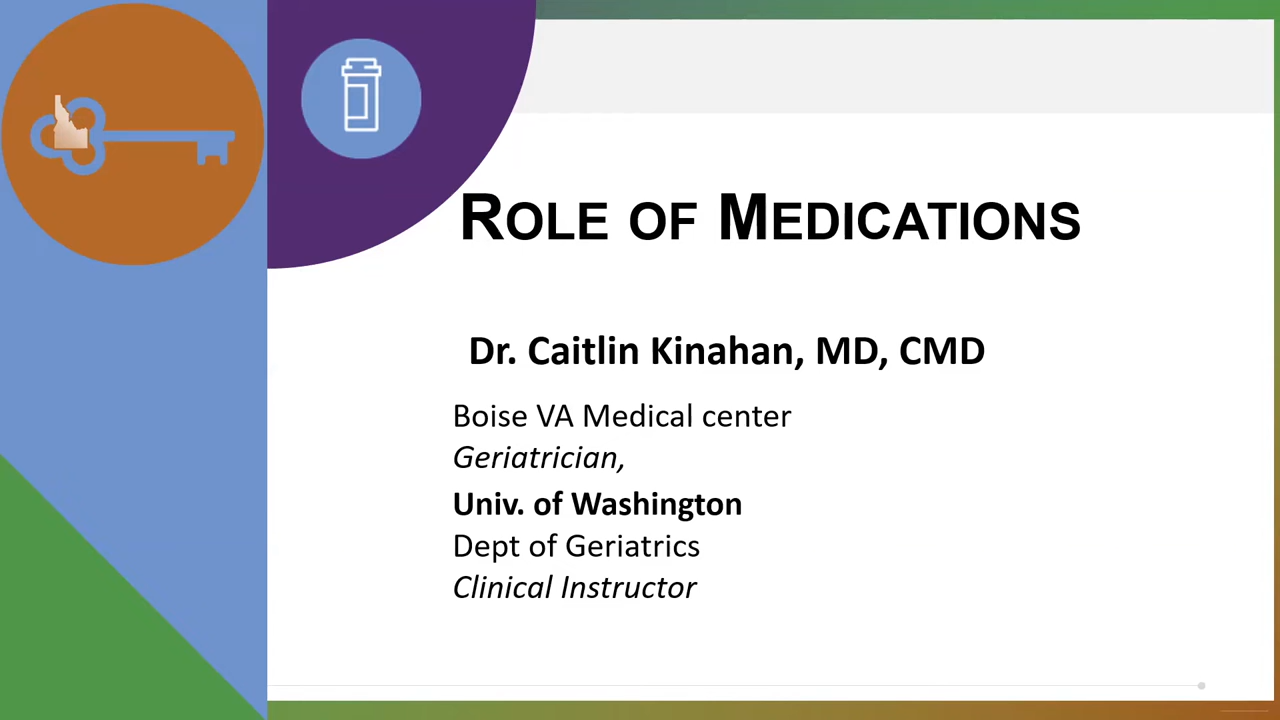 ROLE OF MEDICATIONS
Dr. Caitlin Kinahan, MD, CMD
Boise VA Medical center
Geriatrician,
Univ. of Washington
Dept of Geriatrics
Clinical Instructor